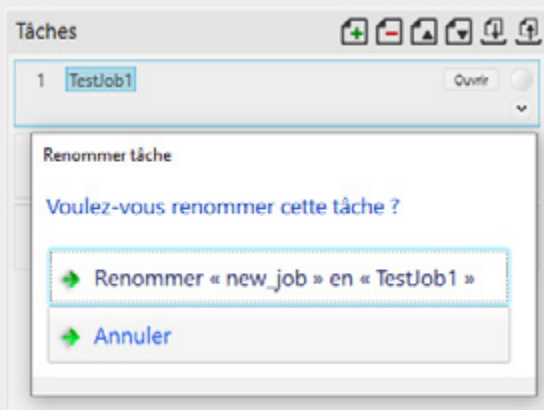 Tâches
1 TestJob1 Ouvrir
Renommer tâche
Voulez-vous renommer cette tâche ?
Renommer « new_job » en « TestJob1 »
Annuler